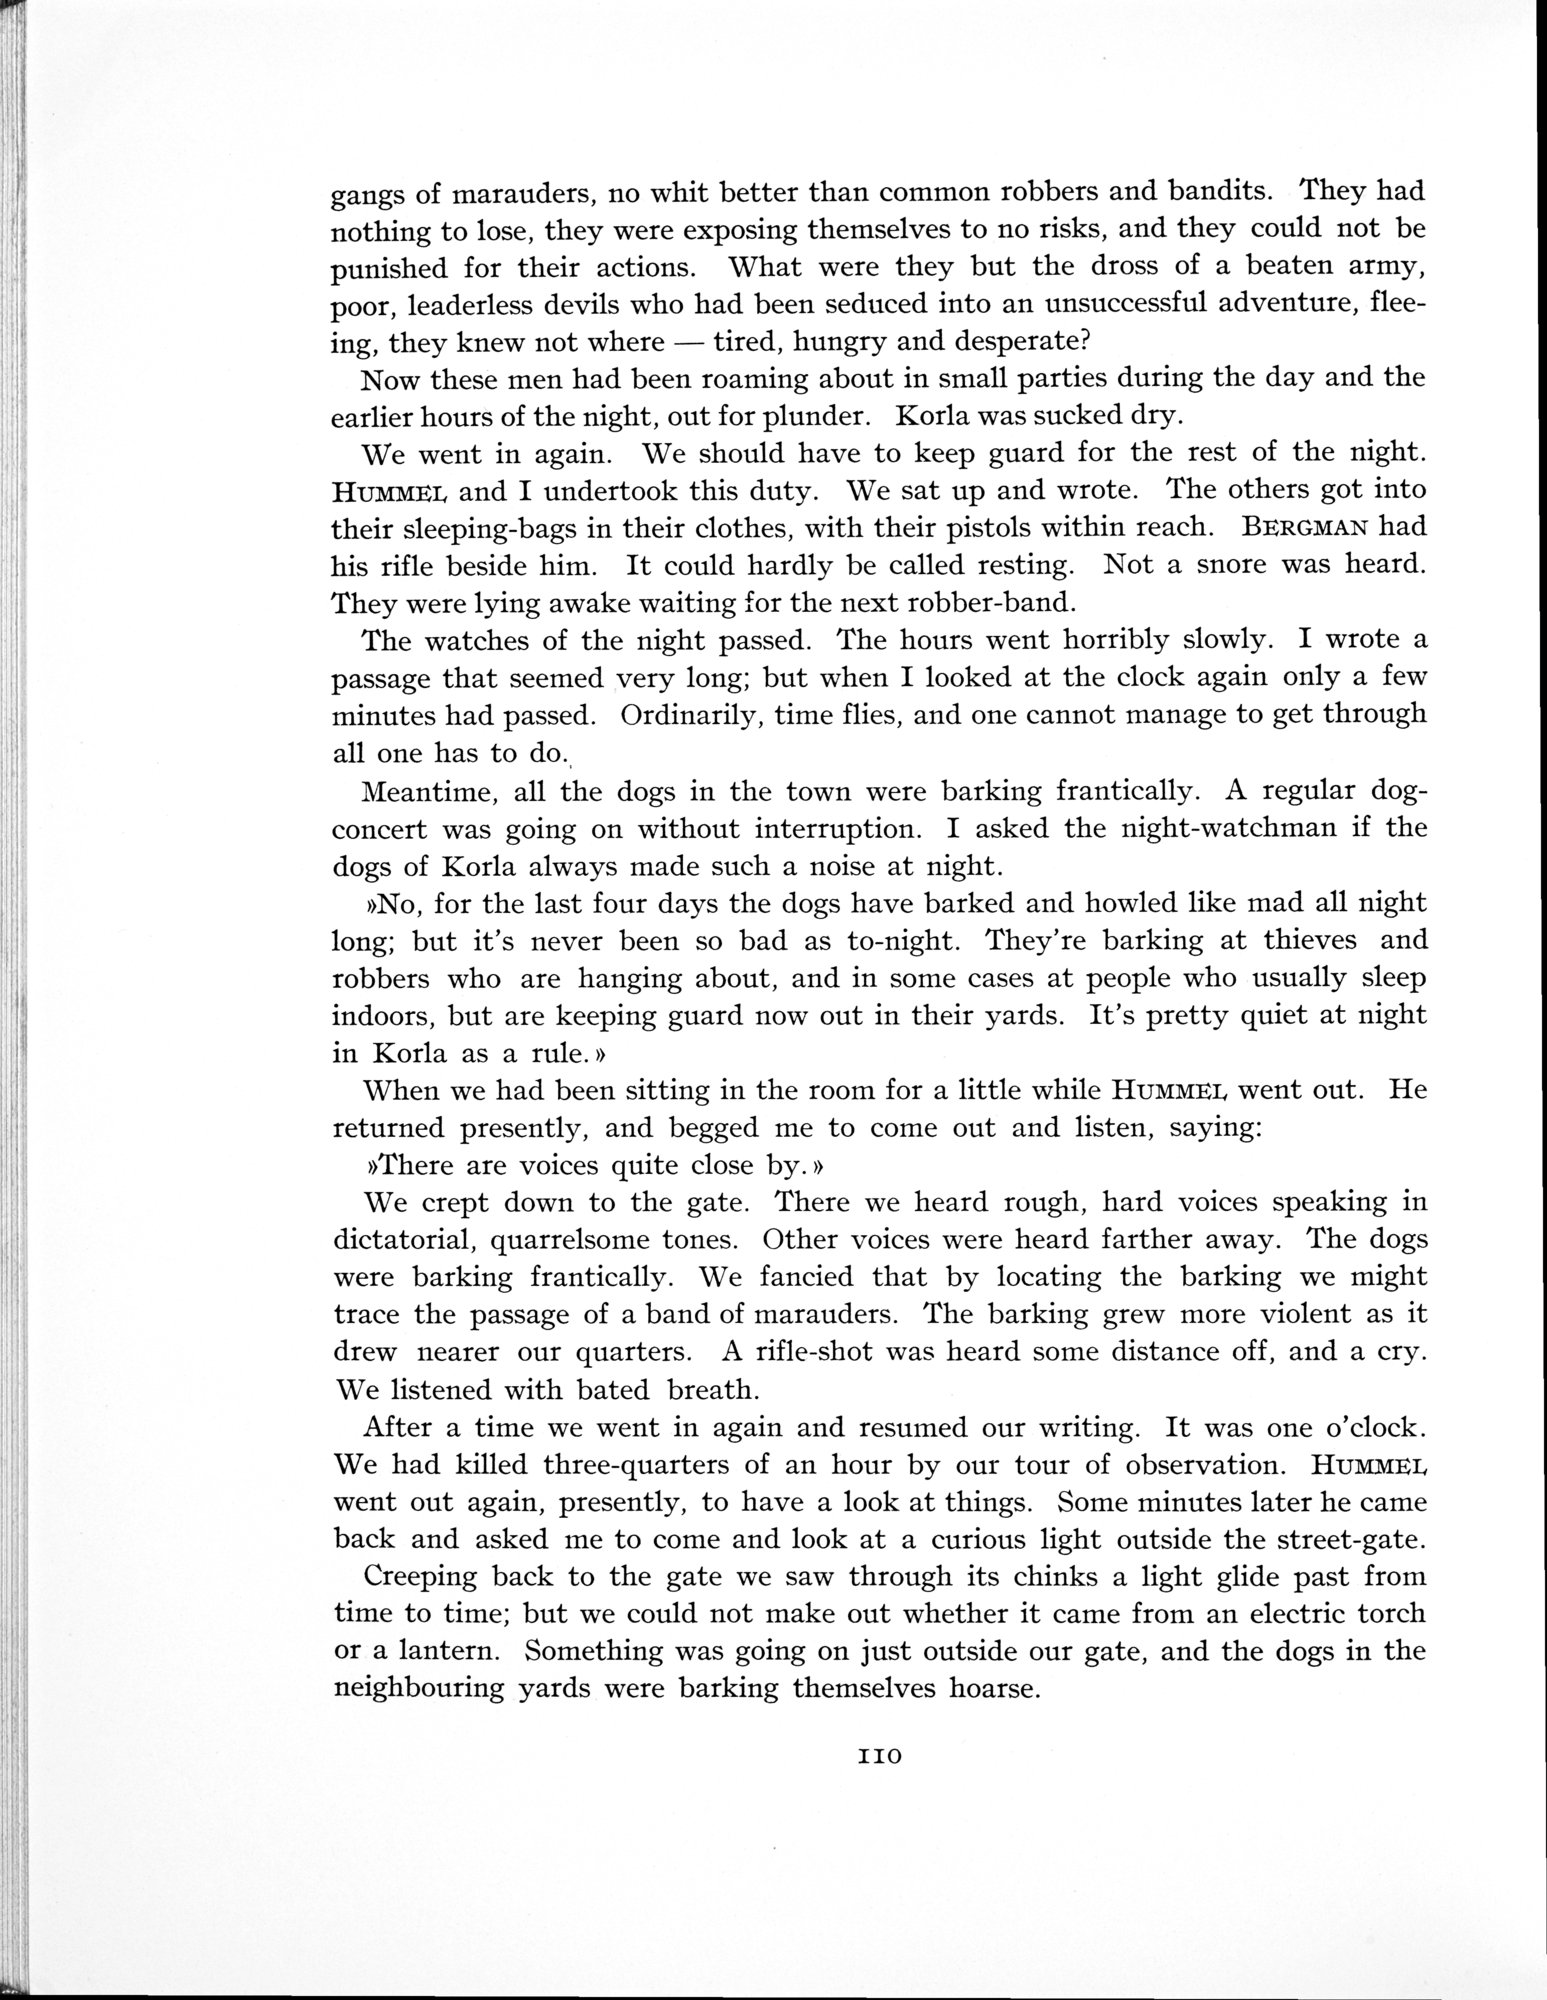 gangs of marauders, no whit better than common robbers and bandits. They had
nothing to lose, they were exposing themselves to no risks, and they could not be
punished for their actions. What were they but the dross of a beaten army,
poor, leaderless devils who had been seduced into an unsuccessful adventure, flee-
ing, they knew not where — tired, hungry and desperate?
Now these men had been roaming about in small parties during the day and the
earlier hours of the night, out for plunder. Korla was sucked dry.
We went in again. We should have to keep guard for the rest of the night.
HUMMEL and I undertook this duty. We sat up and wrote. The others got into
their sleeping-bags in their clothes, with their pistols within reach. BERGMAN had
his rifle beside him. It could hardly be called resting. Not a snore was heard.
They were lying awake waiting for the next robber-band.
The watches of the night passed. The hours went horribly slowly. I wrote a
passage that seemed very long; but when I looked at the clock again only a few
minutes had passed. Ordinarily, time flies, and one cannot manage to get through
all one has to do.
Meantime, all the dogs in the town were barking frantically. A regular dog-
concert was going on without interruption. I asked the night-watchman if the
dogs of Korla always made such a noise at night.
»No, for the last four days the dogs have barked and howled like mad all night
long; but it's never been so bad as to-night. They're barking at thieves and
robbers who are hanging about, and in some cases at people who usually sleep
indoors, but are keeping guard now out in their yards. It's pretty quiet at night
in Korla as a rule.»
When we had been sitting in the room for a little while HUMMEL went out. He
returned presently, and begged me to come out and listen, saying:
»There are voices quite close by.»
We crept down to the gate. There we heard rough, hard voices speaking in
dictatorial, quarrelsome tones. Other voices were heard farther away. The dogs
were barking frantically. We fancied that by locating the barking we might
trace the passage of a band of marauders. The barking grew more violent as it
drew nearer our quarters. A rifle-shot was heard some distance off, and a cry.
We listened with bated breath.
After a time we went in again and resumed our writing. It was one o'clock.
We had killed three-quarters of an hour by our tour of observation. HUMMEL
went out again, presently, to have a look at things. Some minutes later he came
back and asked me to come and look at a curious light outside the street-gate.
Creeping back to the gate we saw through its chinks a light glide past from
time to time; but we could not make out whether it came from an electric torch
or a lantern. Something was going on just outside our gate, and the dogs in the
neighbouring yards were barking themselves hoarse.
110